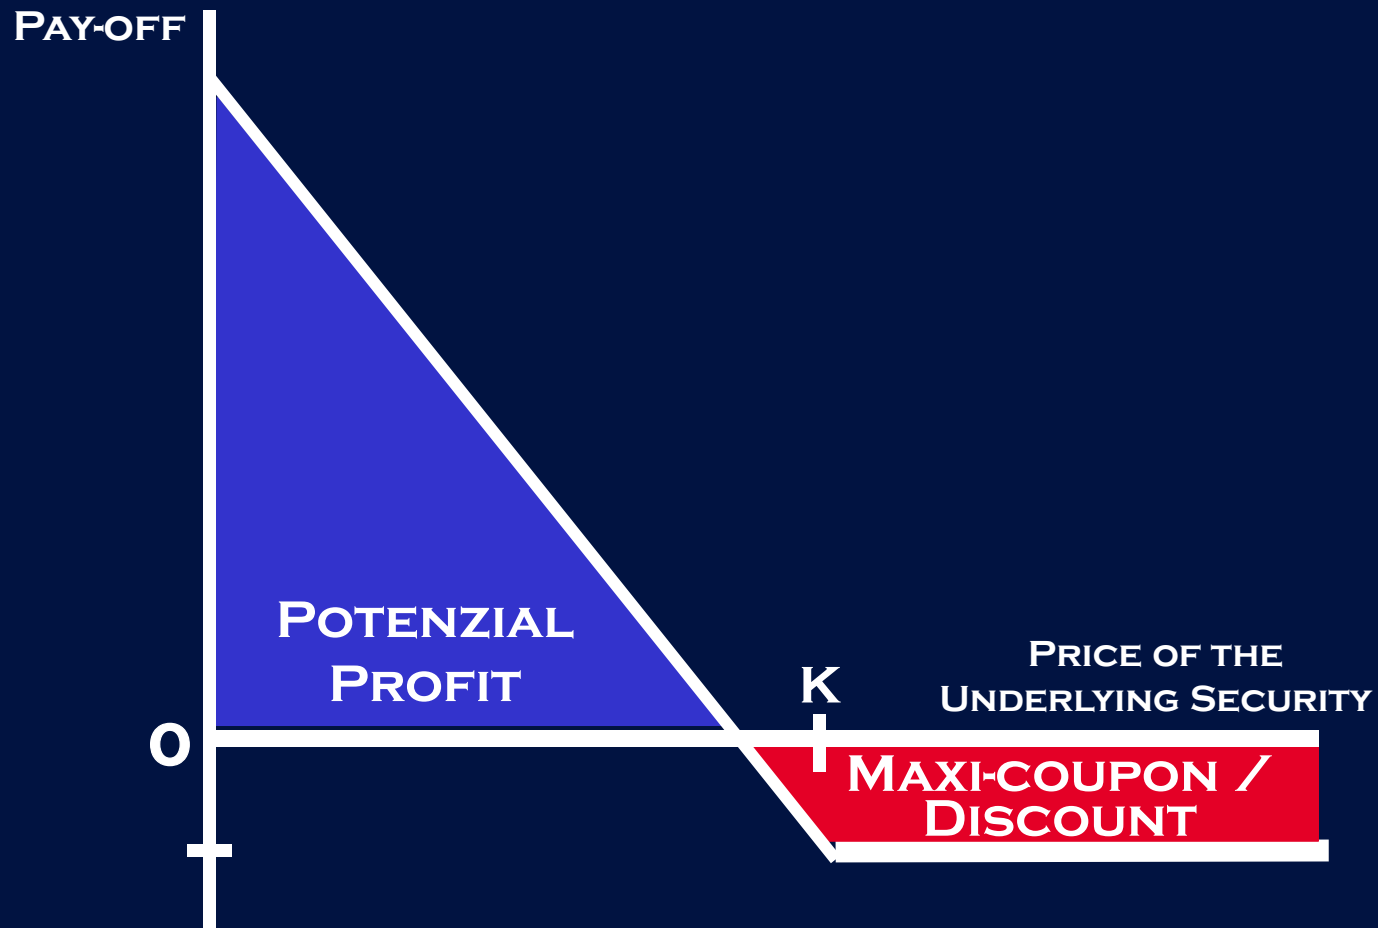 Pay-off
Potenzial
Profit
K
Price of the
Underlying Security
0
Maxi-coupon /
Discount